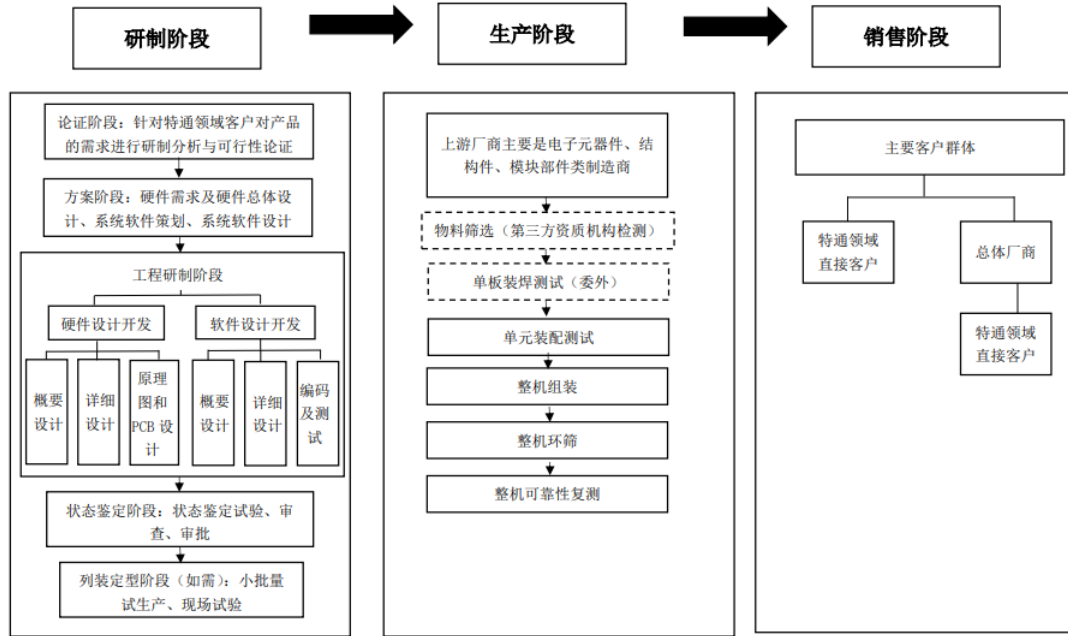 研制阶段
生产阶段
销售阶段
论证阶段：针对特通领域客户对产品
的需求进行研制分析与可行性论证
方案阶段：硬件需求及硬件总体设
计、系统软件策划、系统软件设计
工程研制阶段
硬件设计开发
软件设计开发
概要
设计
详细
设计
原理
图和
PCB 设
计
概要
设计
详细
设计
编码
及测
试
状态鉴定阶段：状态鉴定试验、审
查、审批
列装定型阶段（如需）：小批量
试生产、现场试验
上游厂商主要是电子元器件、结
构件、模块部件类制造商
物料筛选（第三方资质机构检测）
单板装焊测试（委外）
单元装配测试
整机组装
整机环筛
整机可靠性复测
主要客户群体
特通领域
直接客户
总体厂商
特通领域
直接客户